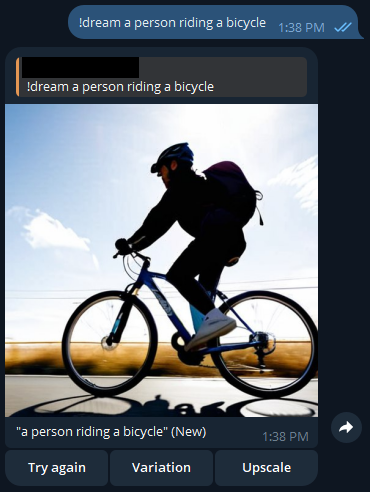 !dream a person riding a bicycle 1:38 PM
!dream a person riding a bicycle
"a person riding a bicycle" (New)
1:38 PM
Try again Variation Upscale